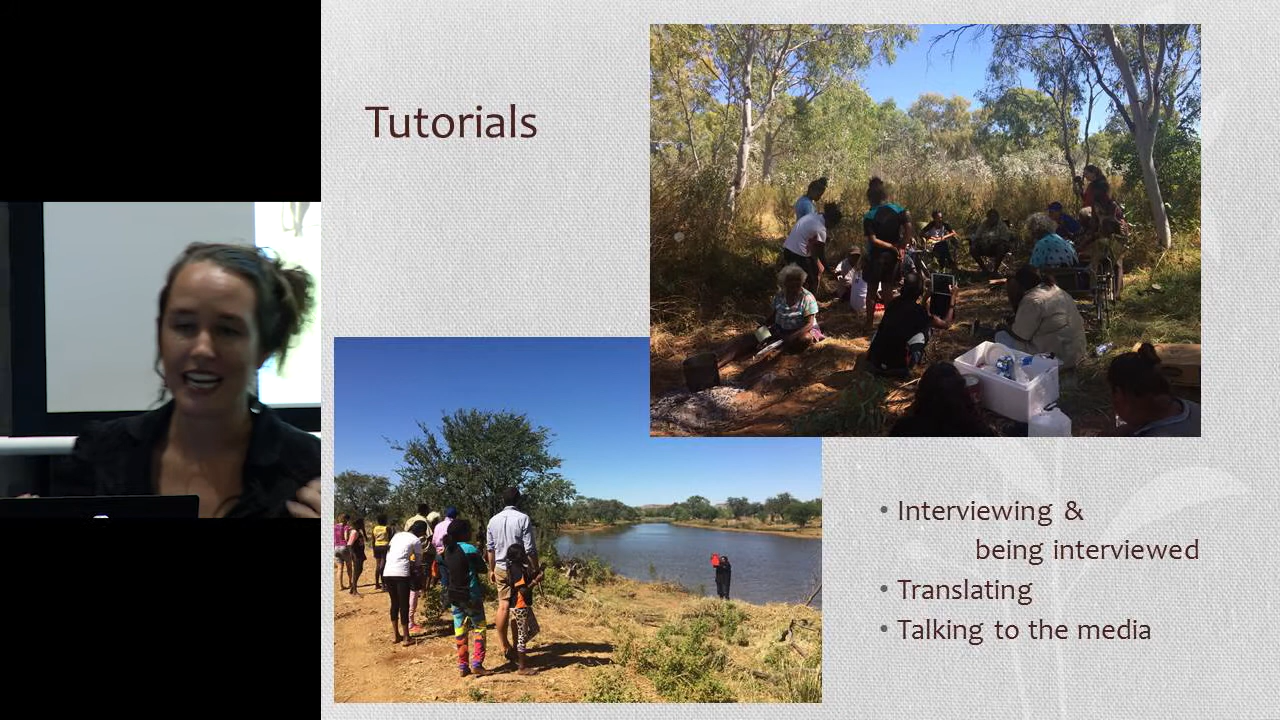 Tutorials
• Interviewing &
being interviewed
• Translating
• Talking to the media